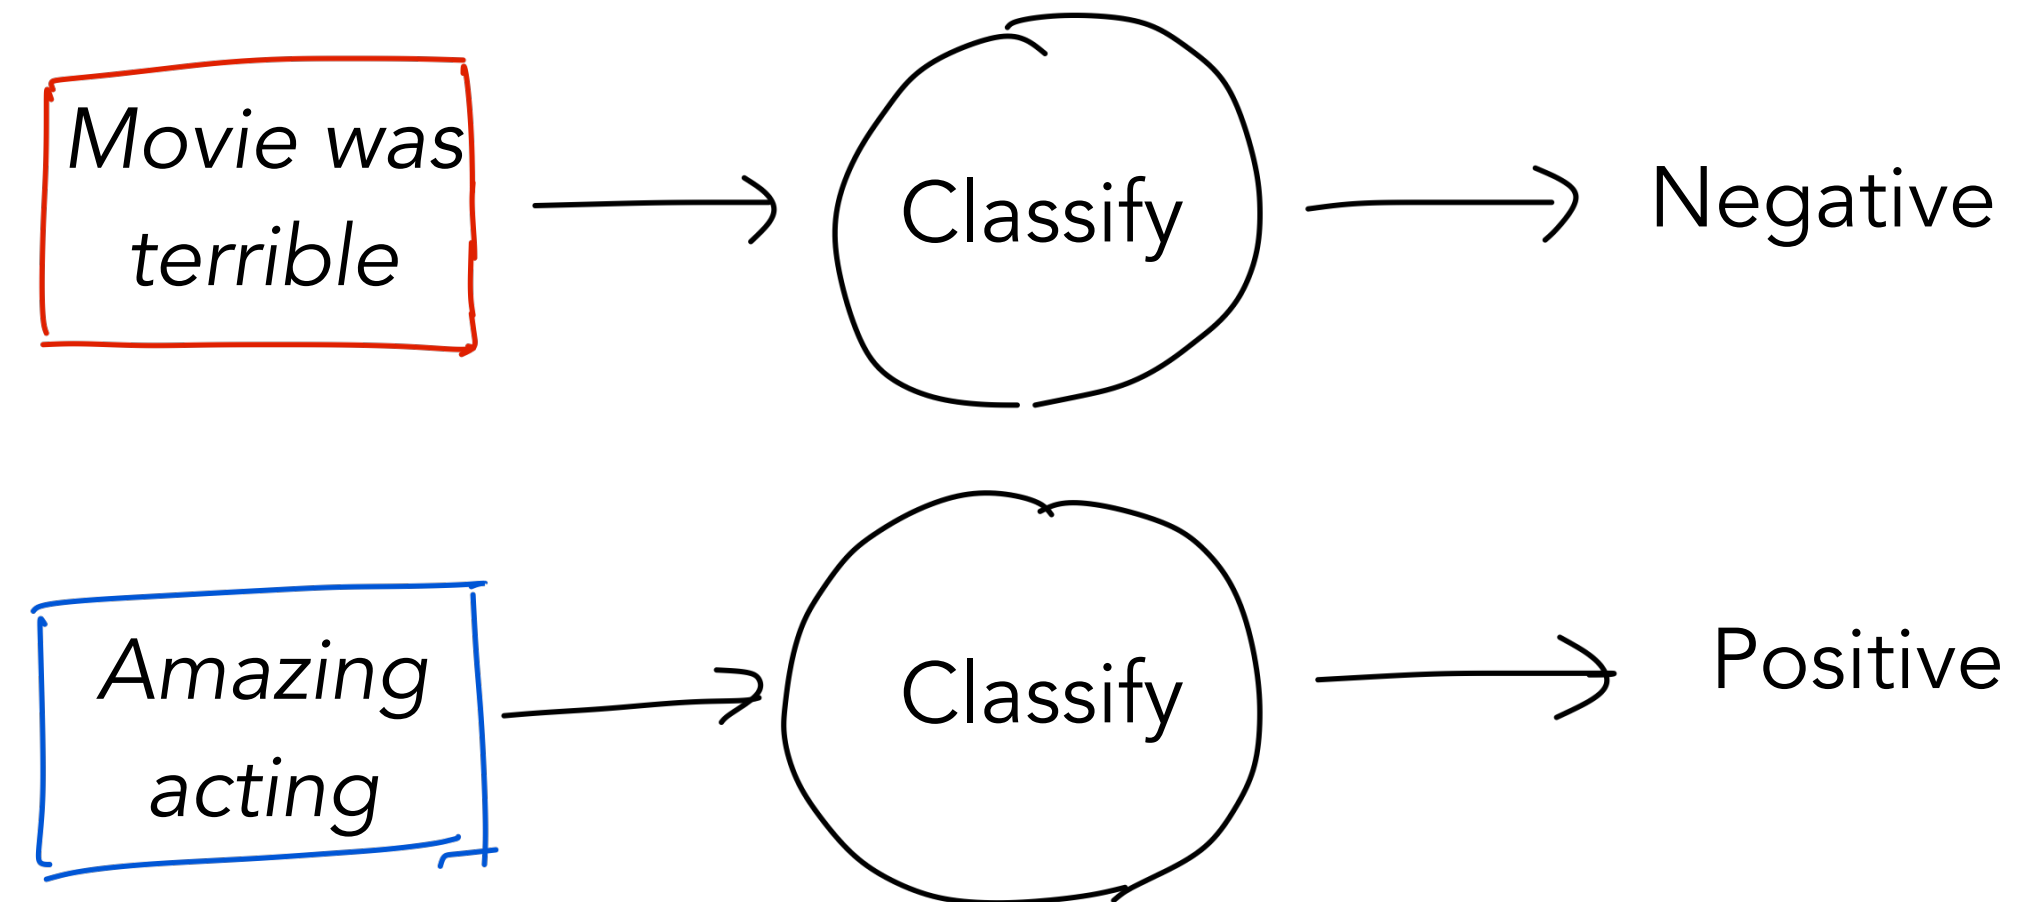 Movie was
terrible
Classify
Negative
Amazing
acting
Classify
Positive